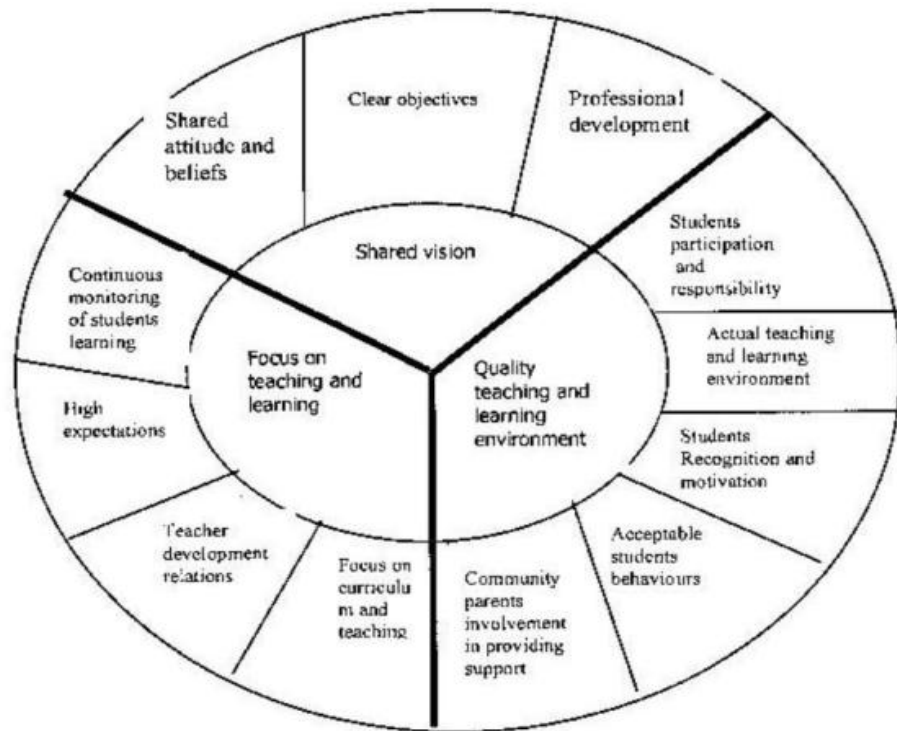 Shared
attitude and
beliefs
Clear objectives
Professional
development
Shared vision
Students
participation
and
responsibility
Continuous
monitoring
of students
learning
Focus on
teaching and
learning
Quality
teaching and
learning
environment
Actual teaching
and learning
environment
High
expectations
Students
Recognition and
motivation
Teacher
development
relations
Focus on
curriculu
m and
teaching
Community
parents
involvement
in providing
support
Acceptable
students
behaviours